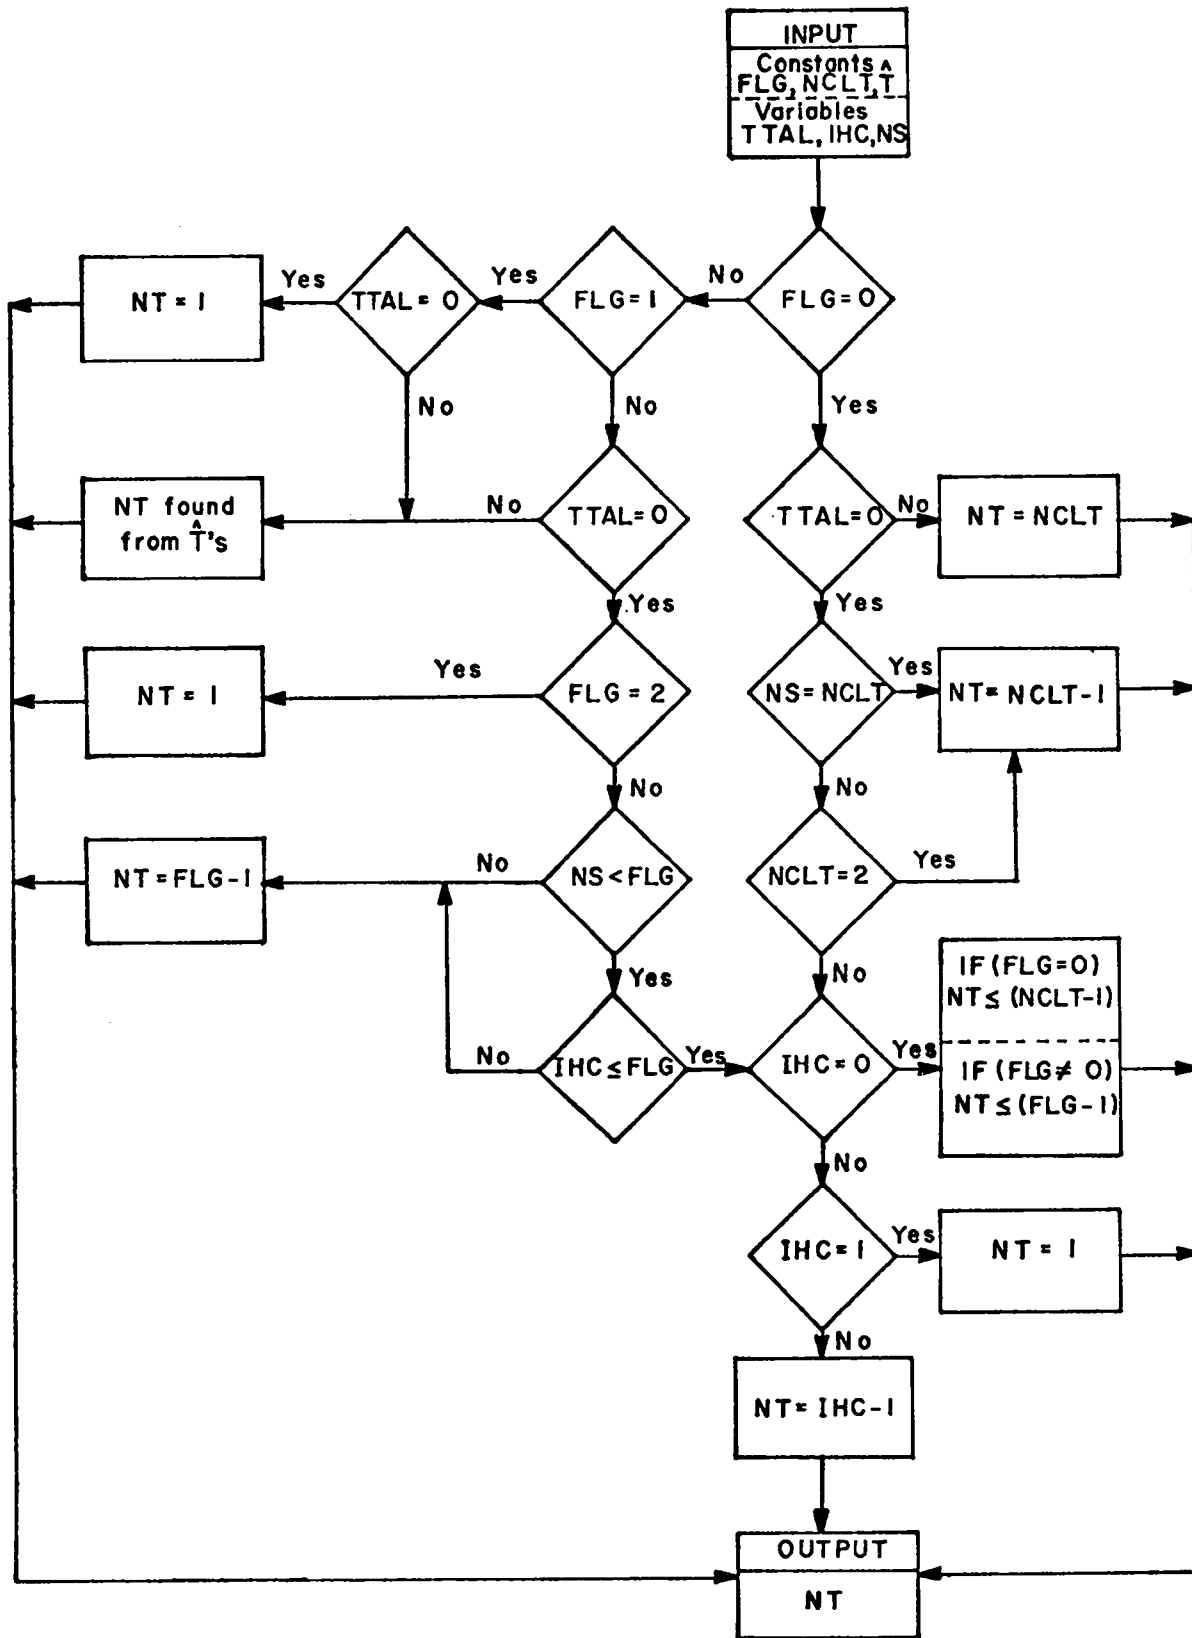 INPUT
Constants
FLG, NCLT, T̂
Variables
TTAL, IHC, NS
FLG=0
No
Yes
FLG=1
Yes
No
TTAL=0
Yes
No
NT=1
TTAL=0
No
Yes
NT found
from T̂'s
TTAL=0
No
Yes
NT=NCLT
FLG=2
Yes
No
NT=1
NS=NCLT
Yes
No
NT=NCLT-1
NS<FLG
No
Yes
NT=FLG-1
NCLT=2
Yes
No
IHC≤FLG
No
Yes
IHC=0
Yes
No
IF (FLG=0)
NT≤(NCLT-1)
IF (FLG≠0)
NT≤(FLG-1)
IHC=1
Yes
No
NT=1
NT=IHC-1
OUTPUT
NT